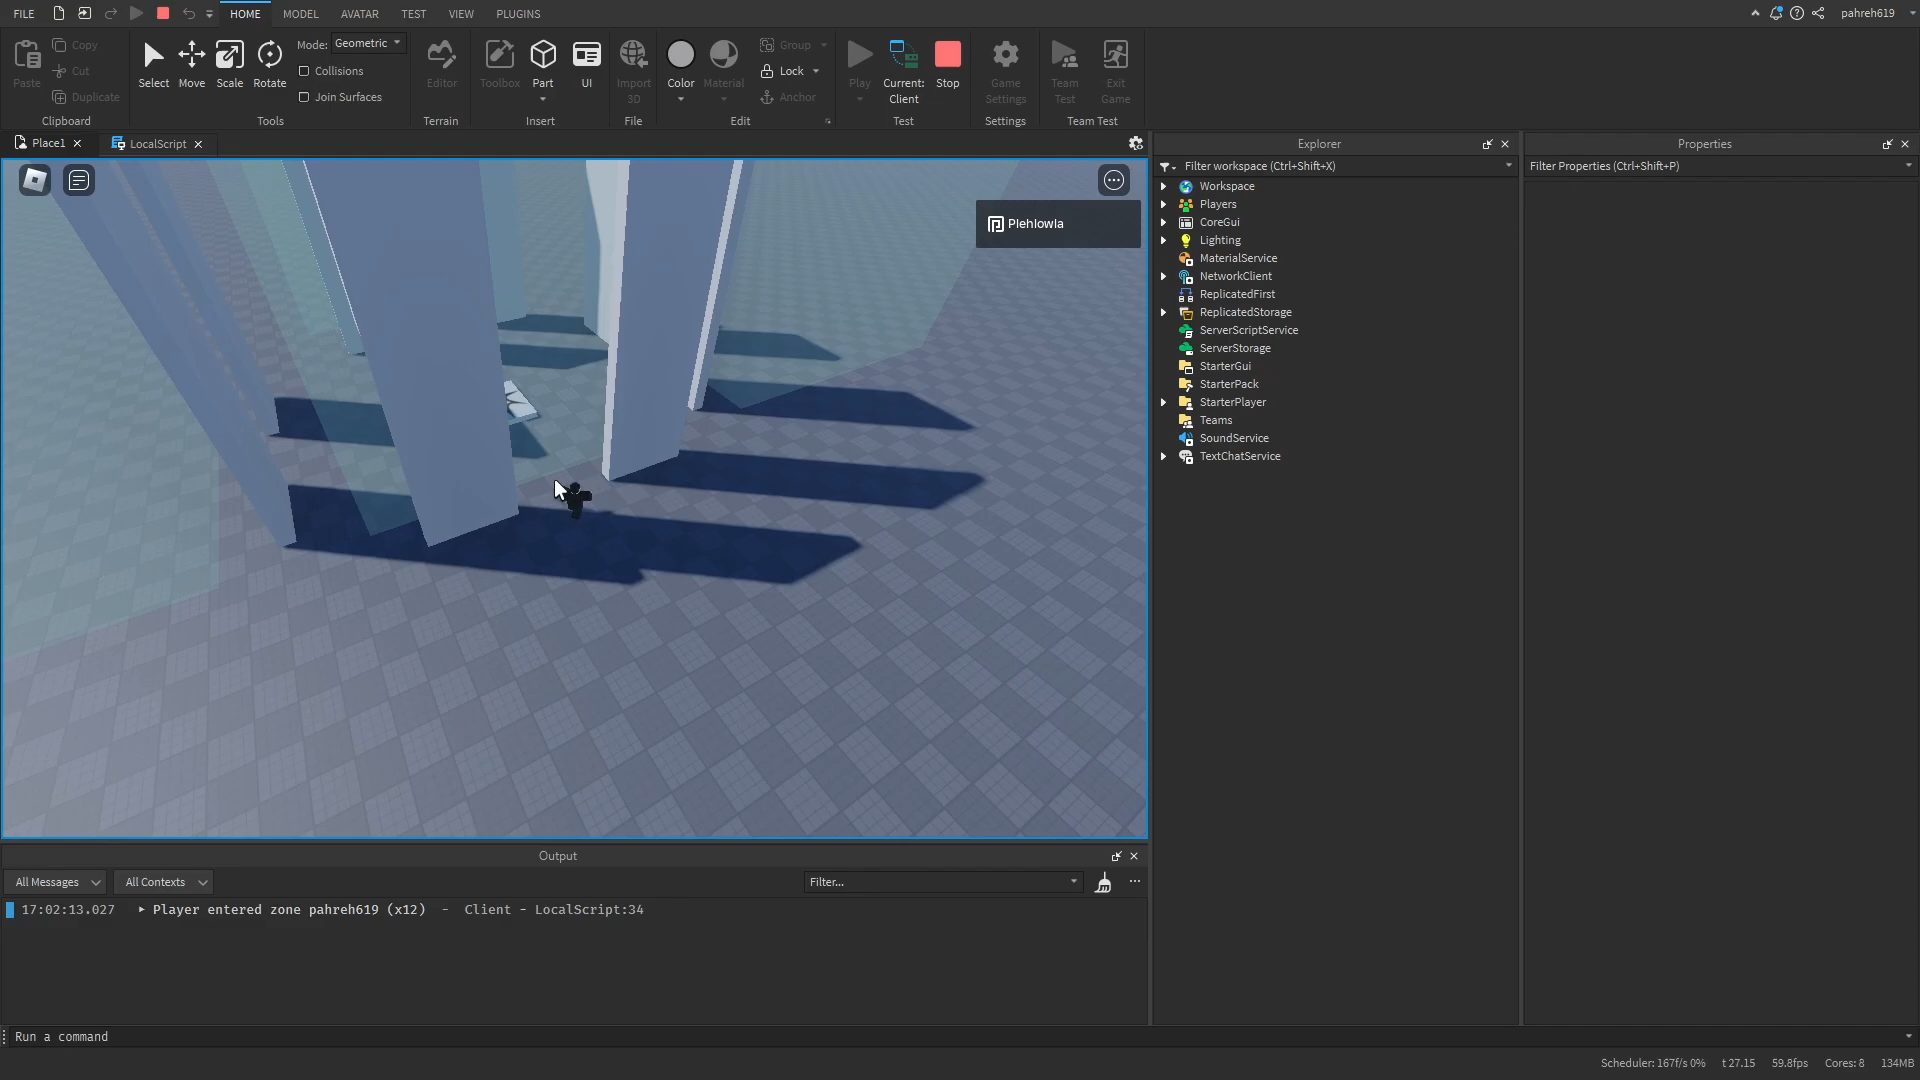 FILE
HOME
MODEL
AVATAR
TEST
VIEW
PLUGINS
pahreh619
Paste
Copy
Cut
Duplicate
Clipboard
Select
Move
Scale
Rotate
Mode: Geometric
Collisions
Join Surfaces
Tools
Editor
Terrain
Toolbox
Part
UI
Insert
Import
3D
File
Color
Material
Group
Lock
Anchor
Edit
Play
Current:
Client
Stop
Test
Game
Settings
Settings
Team
Test
Exit
Game
Team Test
Place1
LocalScript
Plehlowla
Explorer
Filter workspace (Ctrl+Shift+X)
Workspace
Players
CoreGui
Lighting
MaterialService
NetworkClient
ReplicatedFirst
ReplicatedStorage
ServerScriptService
ServerStorage
StarterGui
StarterPack
StarterPlayer
Teams
SoundService
TextChatService
Properties
Filter Properties (Ctrl+Shift+P)
Output
All Messages
All Contexts
Filter...
17:02:13.027 Player entered zone pahreh619 (x12) - Client - LocalScript:34
Run a command
Scheduler: 167f/s 0% t 27.15 59.8fps Cores: 8 134MB